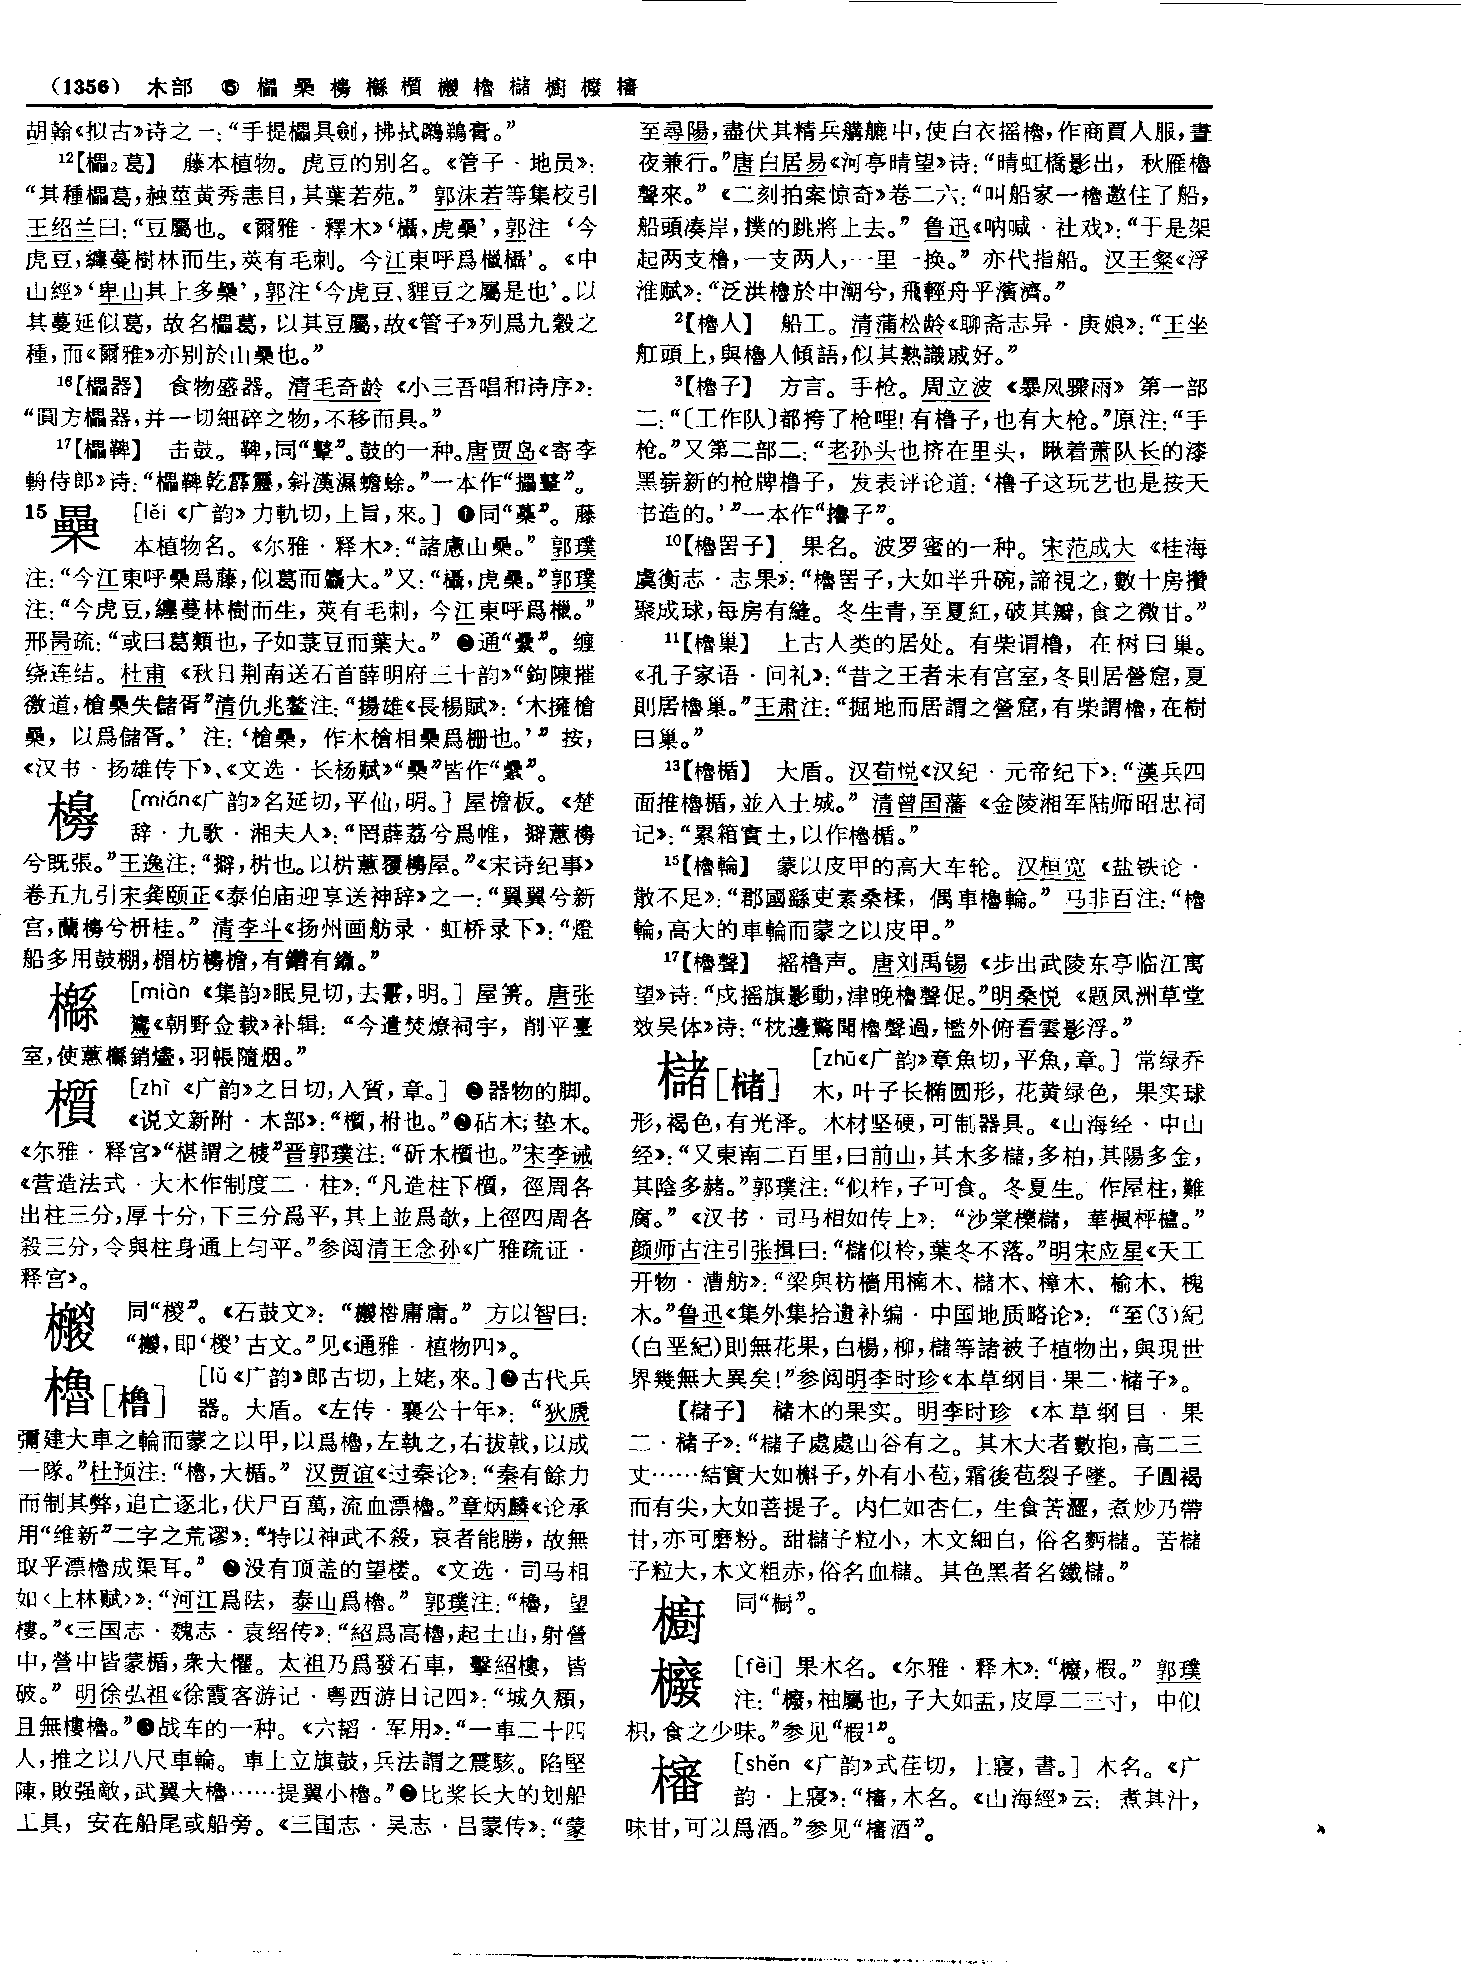 (1356) 木部 ⑮ 櫑 櫐 櫋 櫾 櫍 橹 櫧 櫥 櫠 櫓
胡翰《拟古》诗之一：“手提櫑具劍，拂拭鸊鵜膏。”
¹²【櫑₂葛】 藤本植物。虎豆的别名。《管子·地员》：
“其種櫑葛，赨莖黄秀恚目，其葉若苑。” 郭沫若等集校引
王绍兰曰：“豆屬也。《爾雅·釋木》‘欇，虎櫐’，郭注‘今
虎豆，纏蔓樹林而生，莢有毛刺。今江東呼爲㯿欇’。《中
山經》‘卑山其上多櫐’，郭注‘今虎豆、貍豆之屬是也’。以
其蔓延似葛，故名櫑葛，以其豆屬，故《管子》列爲九穀之
種，而《爾雅》亦别於山櫐也。”
¹⁶【櫑器】 食物盛器。清毛奇龄《小三吾唱和诗序》：
“圓方櫑器，并一切細碎之物，不移而具。”
¹⁷【櫑鞞】 击鼓。鞞，同“鼙”。鼓的一种。唐贾岛《寄李
輈侍郎》诗：“櫑鞞乾霹靂，斜漢濕蟾蜍。”一本作“攂鼙”。
15 櫐 [lěi《广韵》力軌切，上旨，來。] ❶同“藟”。藤
本植物名。《尔雅·释木》：“諸慮山櫐。” 郭璞
注：“今江東呼櫐爲藤，似葛而麤大。”又：“欇，虎櫐。”郭璞
注：“今虎豆，纏蔓林樹而生，莢有毛刺，今江東呼爲㯿。”
邢昺疏：“或曰葛類也，子如菉豆而葉大。” ❷通“纍”。缠
绕连结。杜甫《秋日荆南送石首薛明府三十韵》“鉤陳摧
徼道，槍櫐失儲胥”清仇兆鳌注：“揚雄《長楊賦》：‘木擁槍
櫐，以爲儲胥。’注：‘槍櫐，作木槍相櫐爲栅也。’”按，
《汉书·扬雄传下》、《文选·长杨赋》“櫐”皆作“纍”。
櫋 [mián《广韵》名延切，平仙，明。] 屋檐板。《楚
辞·九歌·湘夫人》：“罔薜荔兮爲帷，擗蕙櫋
兮既張。”王逸注：“擗，㭊也。以㭊蕙覆櫋屋。”《宋诗纪事》
卷五九引宋龚颐正《泰伯庙迎享送神辞》之一：“翼翼兮新
宫，蘭櫋兮枅桂。” 清李斗《扬州画舫录·虹桥录下》：“燈
船多用鼓棚，楣枋櫋檐，有鑽有鎪。”
[miàn《集韵》眠見切，去霰，明。] 屋箦。唐张
鷟《朝野佥载》补辑：“今遣焚燎祠宇，削平臺
室，使蕙櫋銷燼，羽帳隨烟。”
櫍 [zhì《广韵》之日切，入質，章。] ❶器物的脚。
《说文新附·木部》：“櫍，柎也。”❷砧木；垫木。
《尔雅·释宫》“椹謂之榩”晋郭璞注：“斫木櫍也。”宋李诫
《营造法式·大木作制度二·柱》：“凡造柱下櫍，徑周各
出柱三分，厚十分，下三分爲平，其上並爲欹，上徑四周各
殺三分，令與柱身通上匀平。”参阅清王念孙《广雅疏证·
释宫》。
同“椶”。《石鼓文》： 方以智曰：
“ ，即‘椶’古文。”见《通雅·植物四》。
櫓[橹] [lǔ《广韵》郎古切，上姥，來。]❶古代兵
器。大盾。《左传·襄公十年》：“狄虒
彌建大車之輪而蒙之以甲，以爲櫓，左執之，右拔戟，以成
一隊。”杜预注：“櫓，大楯。” 汉贾谊《过秦论》：“秦有餘力
而制其弊，追亡逐北，伏尸百萬，流血漂櫓。”章炳麟《论承
用“维新”二字之荒谬》：“特以神武不殺，哀者能勝，故無
取乎漂櫓成渠耳。” ❷没有顶盖的望楼。《文选·司马相
如〈上林赋〉》：“河江爲阹，泰山爲櫓。” 郭璞注：“櫓，望
樓。”《三国志·魏志·袁绍传》：“紹爲高櫓，起土山，射營
中，營中皆蒙楯，衆大懼。太祖乃爲發石車，擊紹樓，皆
破。” 明徐弘祖《徐霞客游记·粤西游日记四》：“城久頽，
且無樓櫓。”❸战车的一种。《六韬·军用》：“一車二十四
人，推之以八尺車輪。車上立旗鼓，兵法謂之震駭。陷堅
陳，敗强敵，武翼大櫓……提翼小櫓。”❹比桨长大的划船
工具，安在船尾或船旁。《三国志·吴志·吕蒙传》：“蒙
至尋陽，盡伏其精兵䑦艫中，使白衣摇櫓，作商賈人服，晝
夜兼行。”唐白居易《河亭晴望》诗：“晴虹橋影出，秋雁櫓
聲來。”《二刻拍案惊奇》卷二六：“叫船家一櫓邀住了船，
船頭凑岸，撲的跳將上去。” 鲁迅《呐喊·社戏》：“于是架
起两支橹，一支两人，一里一换。” 亦代指船。汉王粲《浮
淮赋》：“泛洪櫓於中潮兮，飛輕舟乎濱濟。”
²【櫓人】 船工。清蒲松龄《聊斋志异·庚娘》：“王坐
舡頭上，與櫓人傾語，似其熟識戚好。”
³【櫓子】 方言。手枪。周立波《暴风骤雨》第一部
二：“〔工作队〕都挎了枪哩！有橹子，也有大枪。”原注：“手
枪。”又第二部二：“老孙头也挤在里头，瞅着萧队长的漆
黑崭新的枪牌橹子，发表评论道：‘橹子这玩艺也是按天
书造的。’”一本作“撸子”。
¹⁰【櫓罟子】 果名。波罗蜜的一种。宋范成大《桂海
虞衡志·志果》：“櫓罟子，大如半升碗，諦視之，數十房攢
聚成球，每房有縫。冬生青，至夏紅，破其瓣，食之微甘。”
¹¹【櫓巢】 上古人类的居处。有柴谓橹，在树曰巢。
《孔子家语·问礼》：“昔之王者未有宫室，冬則居營窟，夏
則居櫓巢。”王肃注：“掘地而居謂之營窟，有柴謂櫓，在樹
曰巢。”
¹³【櫓楯】 大盾。汉荀悦《汉纪·元帝纪下》：“漢兵四
面推櫓楯，並入土城。” 清曾国藩《金陵湘军陆师昭忠祠
记》：“累箱實土，以作櫓楯。”
¹⁵【櫓輪】 蒙以皮甲的高大车轮。汉桓宽《盐铁论·
散不足》：“郡國繇吏素桑楺，偶車櫓輪。” 马非百注：“櫓
輪，高大的車輪而蒙之以皮甲。”
¹⁷【櫓聲】 摇橹声。唐刘禹锡《步出武陵东亭临江寓
望》诗：“戍摇旗影動，津晚櫓聲促。”明桑悦《题凤洲草堂
效吴体》诗：“枕邊驚聞櫓聲過，檻外俯看雲影浮。”
櫧[槠] [zhū《广韵》章魚切，平魚，章。] 常绿乔
木，叶子长椭圆形，花黄绿色，果实球
形，褐色，有光泽。木材坚硬，可制器具。《山海经·中山
经》：“又東南二百里，曰前山，其木多櫧，多柏，其陽多金，
其陰多赭。”郭璞注：“似柞，子可食。冬夏生。作屋柱，難
腐。”《汉书·司马相如传上》：“沙棠櫟櫧，華楓枰櫨。”
颜师古注引张揖曰：“櫧似柃，葉冬不落。”明宋应星《天工
开物·漕舫》：“梁與枋檣用楠木、櫧木、樟木、榆木、槐
木。”鲁迅《集外集拾遗补编·中国地质略论》：“至(3)紀
(白堊紀)則無花果，白楊，柳，櫧等諸被子植物出，與現世
界幾無大異矣！”参阅明李时珍《本草纲目·果二·槠子》。
【櫧子】 槠木的果实。明李时珍《本草纲目·果
二·槠子》：“櫧子處處山谷有之。其木大者數抱，高二三
丈……結實大如槲子，外有小苞，霜後苞裂子墜。子圓褐
而有尖，大如菩提子。内仁如杏仁，生食苦澀，煮炒乃帶
甘，亦可磨粉。甜櫧子粒小，木文細白，俗名麪櫧。苦櫧
子粒大，木文粗赤，俗名血櫧。其色黑者名鐵櫧。”
櫥 同“橱”。
櫠 [fèi] 果木名。《尔雅·释木》：“櫠，椵。” 郭璞
注：“櫠，柚屬也，子大如盂，皮厚二三寸，中似
枳，食之少味。”参见“椵¹”。
[shěn《广韵》式荏切，上寢，書。] 木名。《广
韵·上寢》：“ ，木名。《山海經》云：煮其汁，
味甘，可以爲酒。”参见“ 酒”。